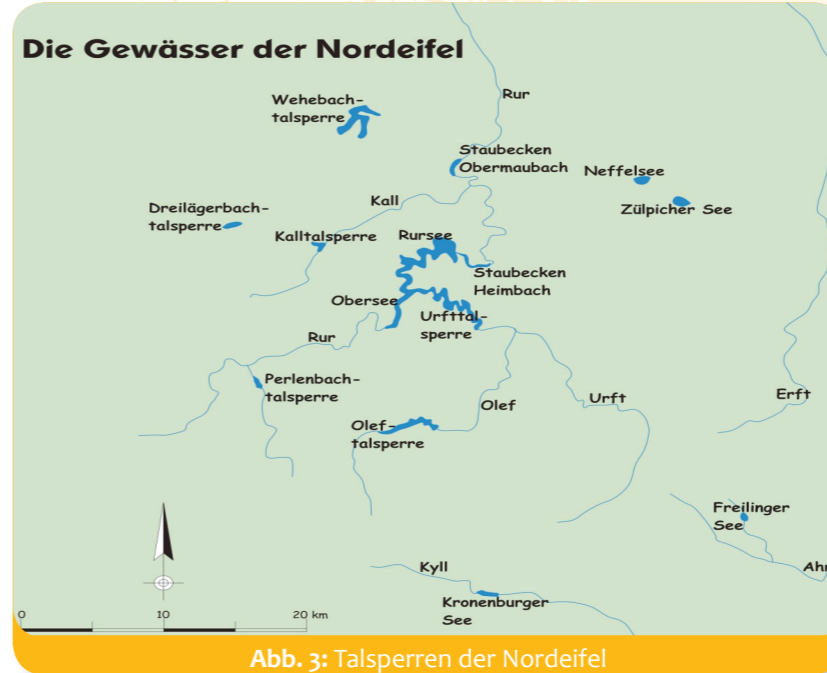 Die Gewässer der Nordeifel
Rur
Wehebach-
talsperre
Staubecken
Obermaubach
Neffelsee
Zülpicher See
Kall
Dreilägerbach-
talsperre
Kalltalsperre
Rursee
Staubecken
Heimbach
Obersee
Urfttal-
sperre
Rur
Perlenbach-
talsperre
Olef
Urft
Erft
Olef-
talsperre
Freilinger
See
Ahr
Kyll
Kronenburger
See
0 10 20 km
Abb. 3: Talsperren der Nordeifel